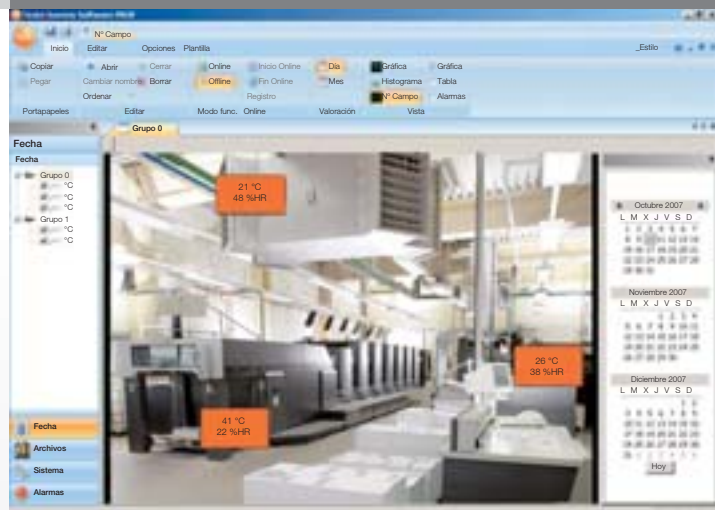 Nº Campo
Inicio Editar Opciones Plantilla _Estilo
Copiar Abrir Cerrar Online Inicio Online Día Gráfica Gráfica
Pegar Cambiar nombre Borrar Offline Fin Online Mes Histograma Tabla
Ordenar Registro Nº Campo Alarmas
Portapapeles Editar Modo func. Online Valoración Vista
Grupo 0
Fecha
Fecha
Grupo 0
°C
°C
°C
Grupo 1
°C
°C
21 °C
48 %HR
26 °C
38 %HR
41 °C
22 %HR
Octubre 2007
L M X J V S D
Noviembre 2007
L M X J V S D
Diciembre 2007
L M X J V S D
Hoy
Fecha
Archivos
Sistema
Alarmas